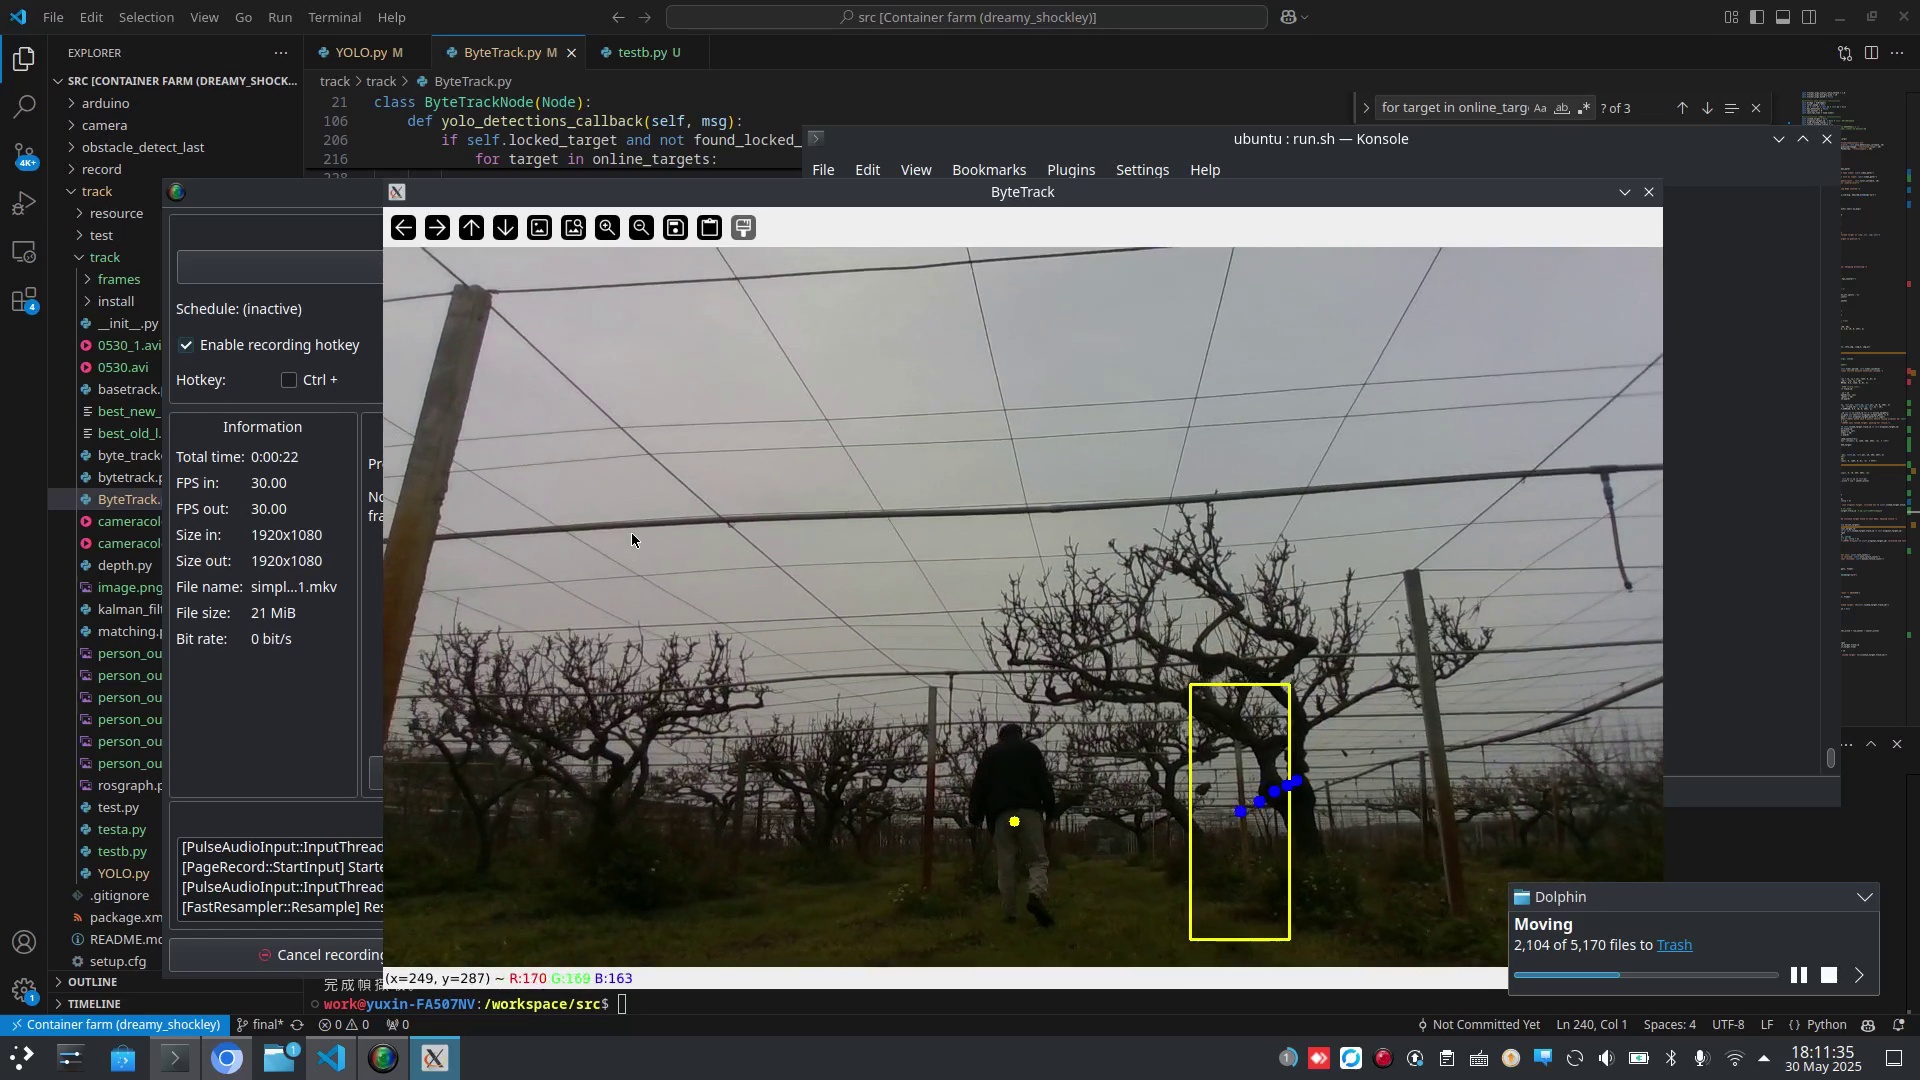 File Edit Selection View Go Run Terminal Help
src [Container farm (dreamy_shockley)]
EXPLORER
SRC [CONTAINER FARM (DREAMY_SHOCK...
arduino
camera
obstacle_detect_last
record
track
resource
test
track
frames
install
__init__.py
0530_1.avi
0530.avi
basetrack.
best_new_
best_old_l.
byte_track
bytetrack.p
ByteTrack.
cameracol
cameracol
depth.py
image.png
kalman_filt
matching.p
person_ou
person_ou
person_ou
person_ou
person_ou
person_ou
rosgraph.p
test.py
testa.py
testb.py
YOLO.py
.gitignore
package.xm
README.md
setup.cfg
OUTLINE
TIMELINE
4K+
4
1
YOLO.py M
ByteTrack.py M
testb.py U
track > track > ByteTrack.py
21 class ByteTrackNode(Node):
106 def yolo_detections_callback(self, msg):
206 if self.locked_target and not found_locked_
216 for target in online_targets:
for target in online_targ
Aa ab
? of 3
ubuntu : run.sh — Konsole
File Edit View Bookmarks Plugins Settings Help
ByteTrack
Schedule: (inactive)
Enable recording hotkey
Hotkey: Ctrl +
Information
Total time: 0:00:22
FPS in: 30.00
FPS out: 30.00
Size in: 1920x1080
Size out: 1920x1080
File name: simpl...1.mkv
File size: 21 MiB
Bit rate: 0 bit/s
Pr
No
fra
[PulseAudioInput::InputThread
[PageRecord::StartInput] Starte
[PulseAudioInput::InputThread
[FastResampler::Resample] Res
Cancel recording
(x=249, y=287) ~ R:170 G:169 B:163
work@yuxin-FA507NV:/workspace/src$
Dolphin
Moving
2,104 of 5,170 files to Trash
Container farm (dreamy_shockley) final* 0 0 0
Not Committed Yet Ln 240, Col 1 Spaces: 4 UTF-8 LF {} Python
1
1
18:11:35
30 May 2025